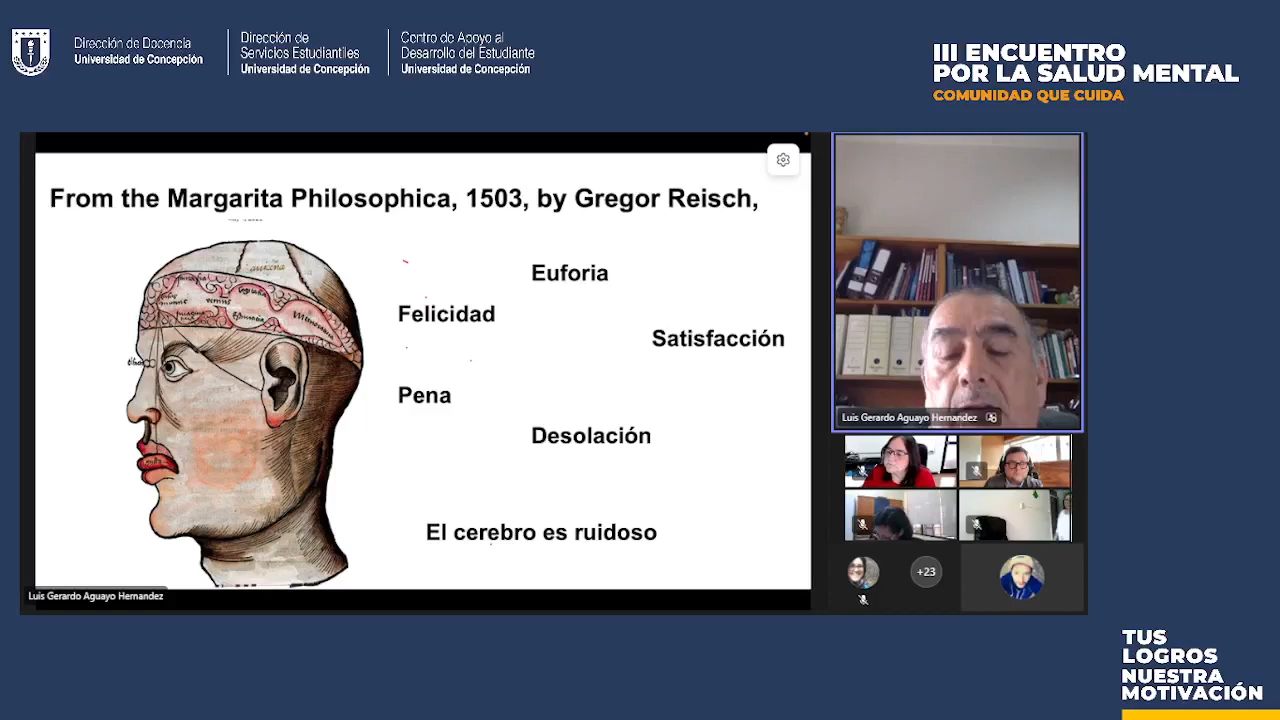 Dirección de Docencia
Universidad de Concepción
Dirección de
Servicios Estudiantiles
Universidad de Concepción
Centro de Apoyo al
Desarrollo del Estudiante
Universidad de Concepción
III ENCUENTRO
POR LA SALUD MENTAL
COMUNIDAD QUE CUIDA
From the Margarita Philosophica, 1503, by Gregor Reisch,
Euforia
Felicidad
Satisfacción
Pena
Desolación
El cerebro es ruidoso
Luis Gerardo Aguayo Hernandez
Luis Gerardo Aguayo Hernandez
+23
TUS
LOGROS
NUESTRA
MOTIVACIÓN